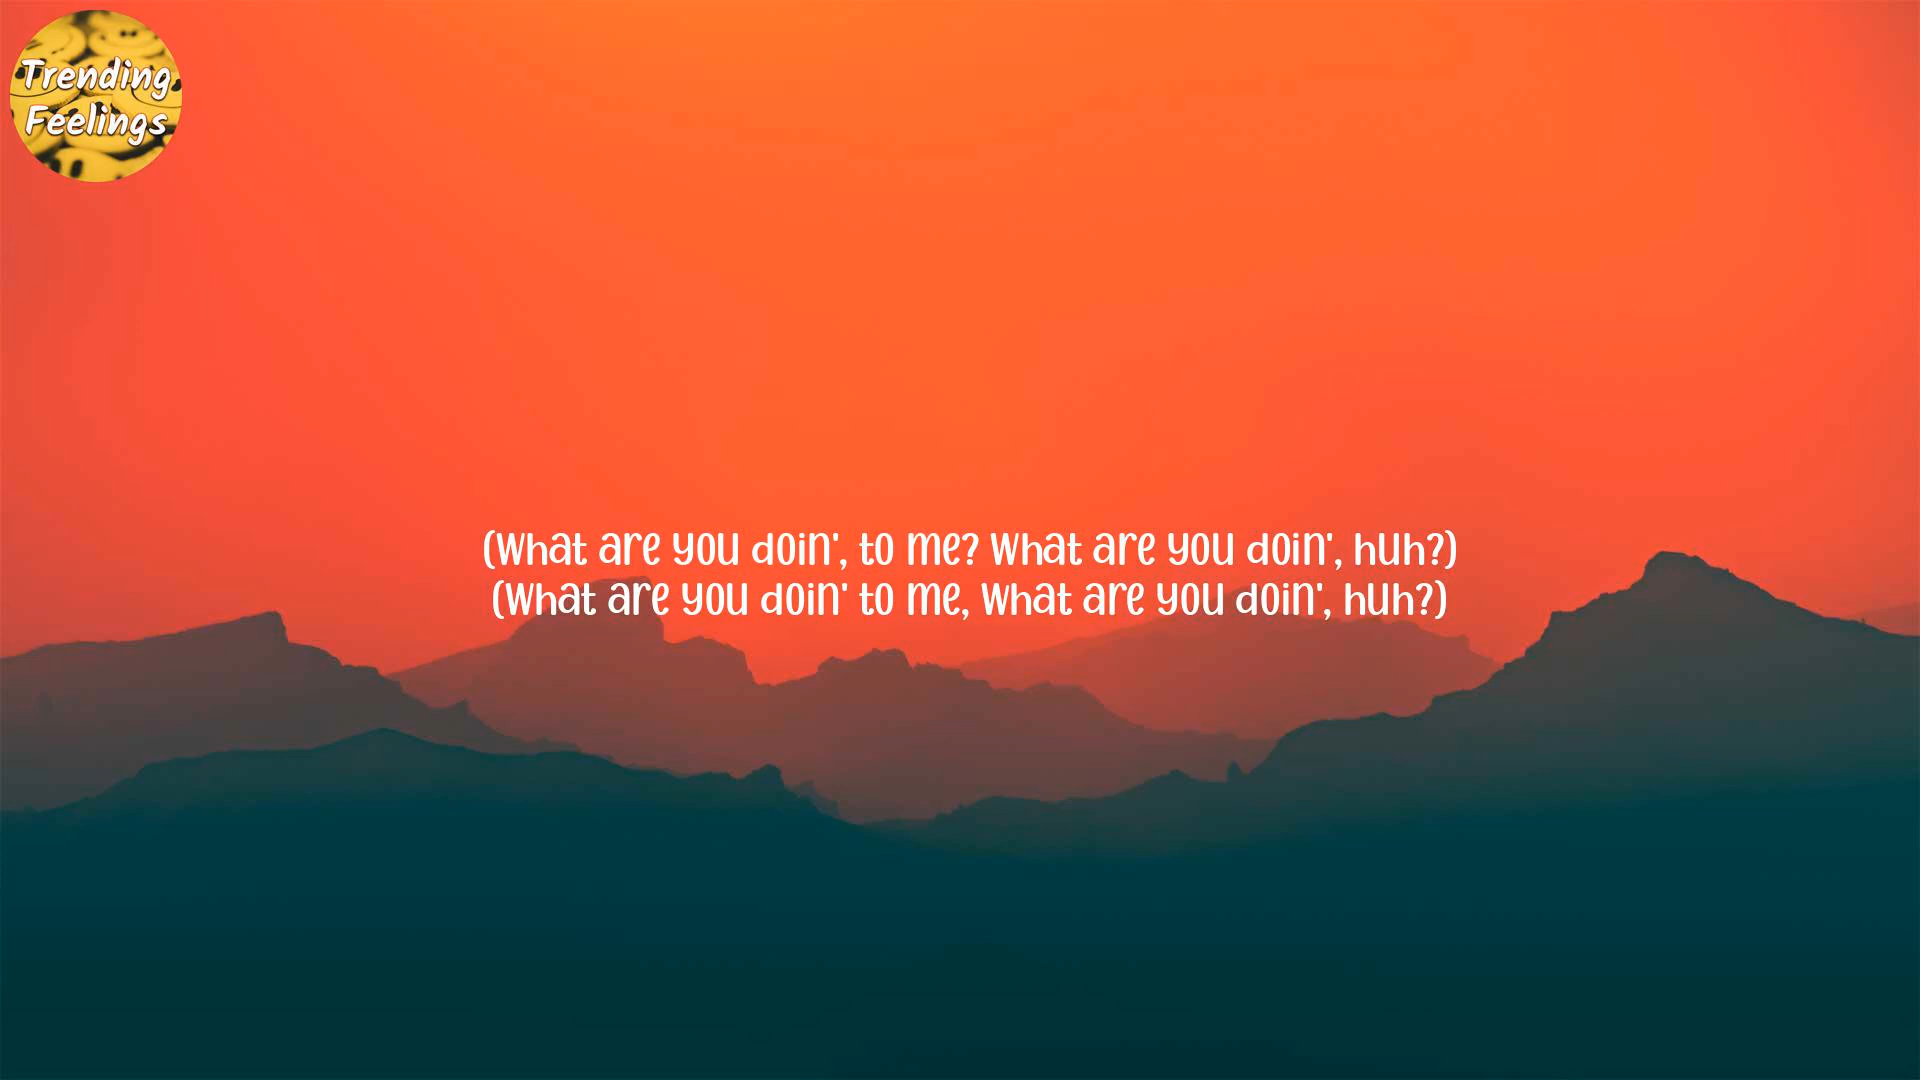 Trending
Feelings
(What are you doin', to me? What are you doin', huh?)
(What are you doin' to me, What are you doin', huh?)